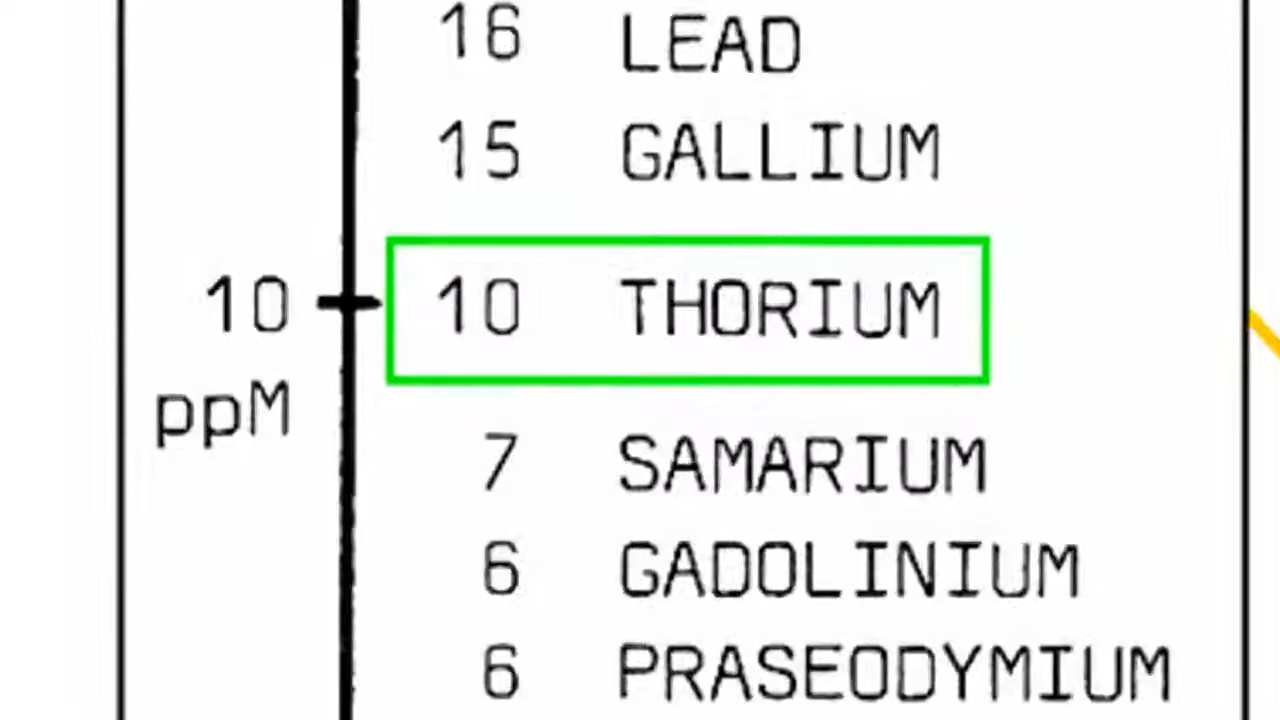 16 LEAD
15 GALLIUM
10 10 THORIUM
ppM
7 SAMARIUM
6 GADOLINIUM
6 PRASEODYMIUM